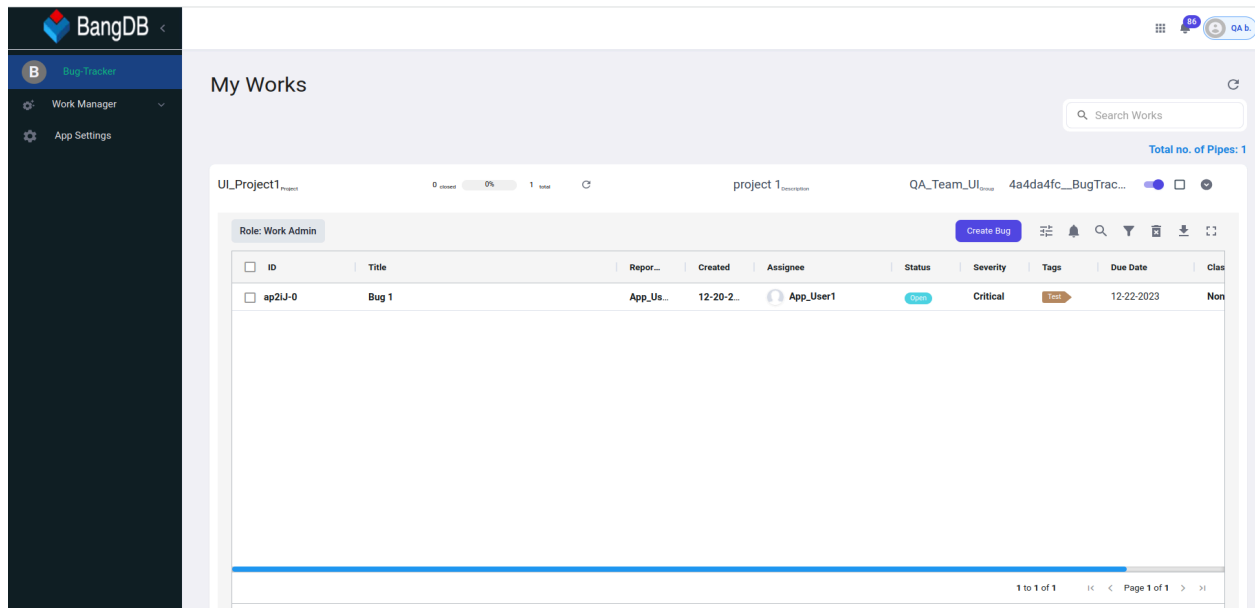 BangDB
86
QA b.
B Bug-Tracker
Work Manager
App Settings
My Works
Search Works
Total no. of Pipes: 1
UI_Project1 Project 0 closed 0% 1 total project 1 Description QA_Team_UI Group 4a4da4fc__BugTrac...
Role: Work Admin Create Bug
ID Title Repor... Created Assignee Status Severity Tags Due Date Clas
ap2iJ-0 Bug 1 App_Us... 12-20-2... App_User1 Open Critical Test 12-22-2023 Non
1 to 1 of 1 Page 1 of 1